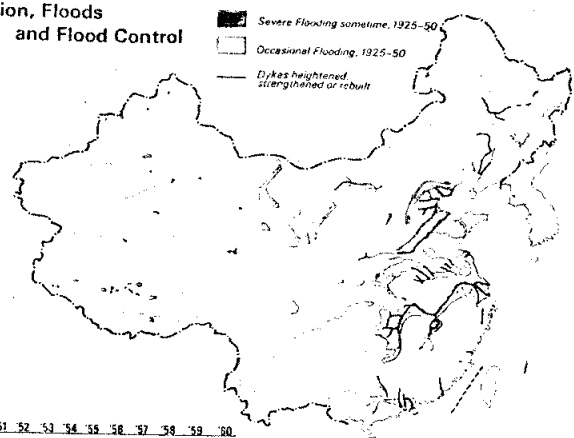 ion, Floods
and Flood Control
Severe Flooding sometime, 1925-50
Occasional Flooding, 1925-50
Dykes heightened,
strengthened or rebuilt
51 '52 '53 '54 '55 '56 '57 '58 '59 '60